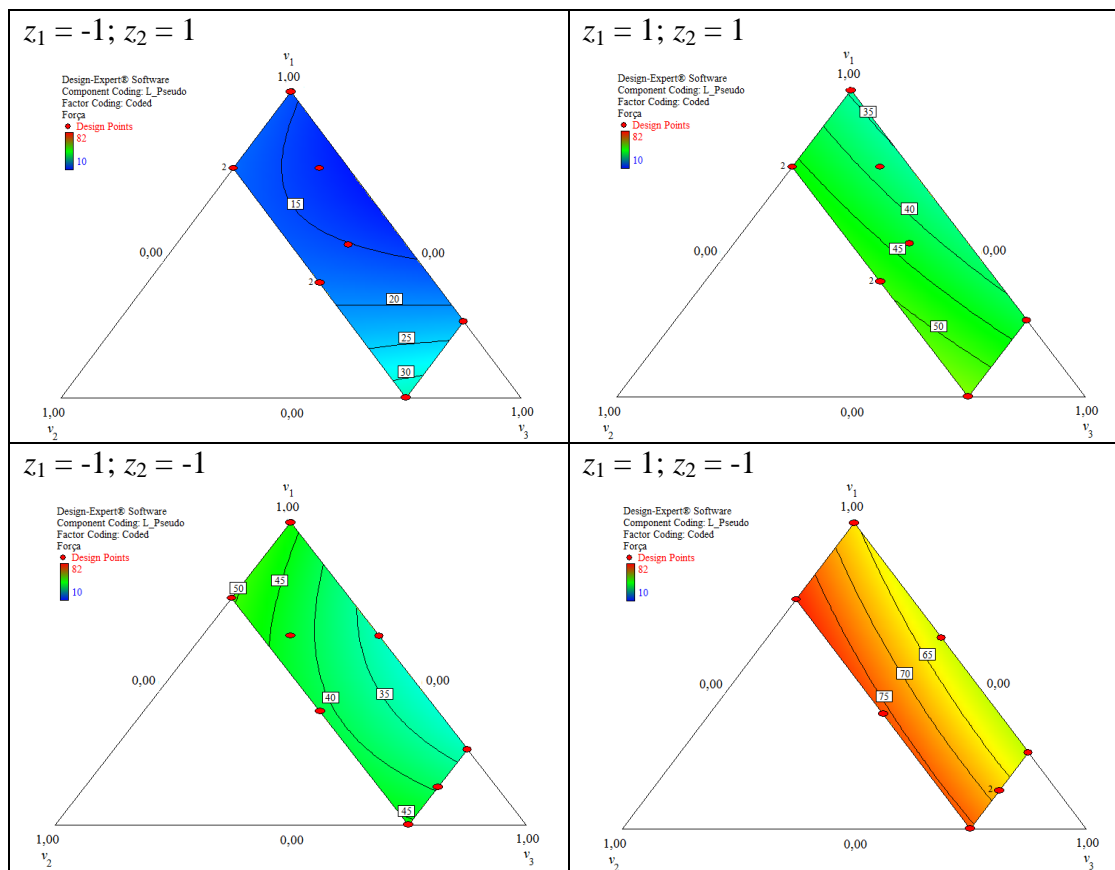 z1 = -1; z2 = 1
Design-Expert® Software
Component Coding: L_Pseudo
Factor Coding: Coded
Força
Design Points
82
10
v1
1,00
2
15
0,00
0,00
2
20
25
30
1,00
v2
0,00
1,00
v3
z1 = 1; z2 = 1
Design-Expert® Software
Component Coding: L_Pseudo
Factor Coding: Coded
Força
Design Points
82
10
v1
1,00
35
2
40
0,00
45
0,00
2
50
1,00
v2
0,00
1,00
v3
z1 = -1; z2 = -1
Design-Expert® Software
Component Coding: L_Pseudo
Factor Coding: Coded
Força
Design Points
82
10
v1
1,00
50
45
0,00
40
35
0,00
45
1,00
v2
0,00
1,00
v3
z1 = 1; z2 = -1
Design-Expert® Software
Component Coding: L_Pseudo
Factor Coding: Coded
Força
Design Points
82
10
v1
1,00
65
0,00
70
0,00
75
2
1,00
v2
0,00
1,00
v3